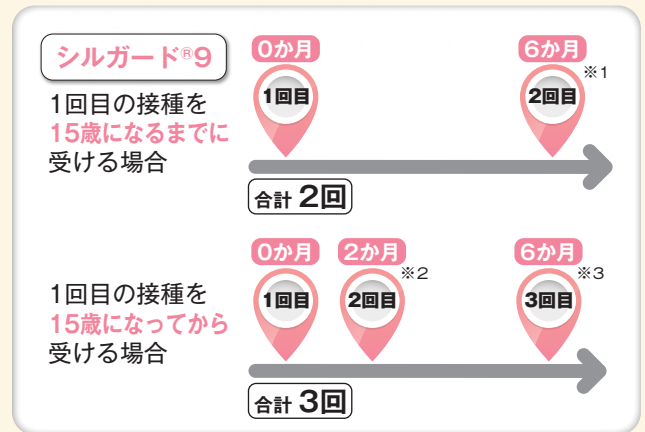 シルガード®9
1回目の接種を
15歳になるまでに
受ける場合
0か月
6か月
1回目
2回目
※1
合計 2回
1回目の接種を
15歳になってから
受ける場合
0か月
2か月
6か月
1回目
2回目
※2
3回目
※3
合計 3回